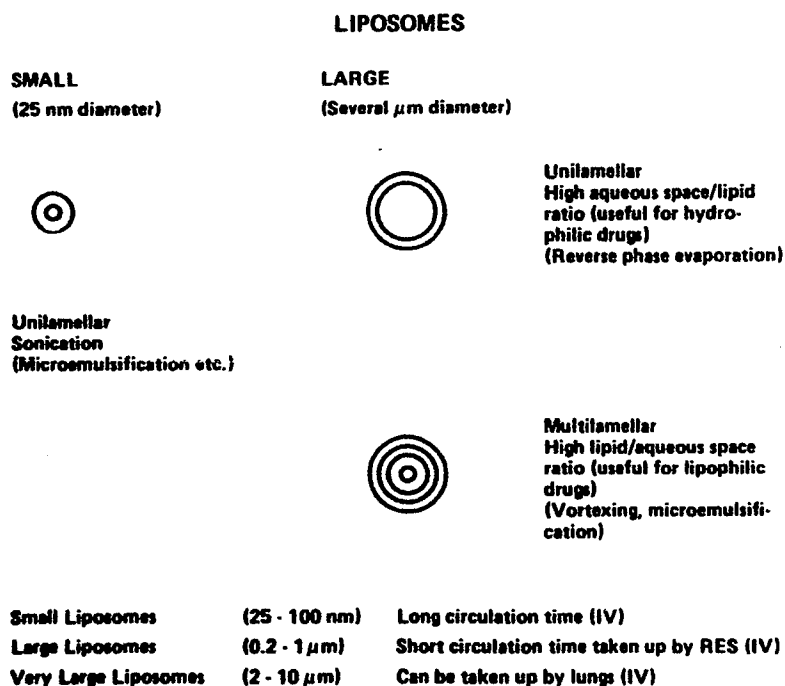 LIPOSOMES
SMALL
(25 nm diameter)
LARGE
(Several μm diameter)
Unilamellar
High aqueous space/lipid
ratio (useful for hydro-
philic drugs)
(Reverse phase evaporation)
Unilamellar
Sonication
(Microemulsification etc.)
Multilamellar
High lipid/aqueous space
ratio (useful for lipophilic
drugs)
(Vortexing, microemulsifi-
cation)
Small Liposomes (25 - 100 nm) Long circulation time (IV)
Large Liposomes (0.2 - 1 μm) Short circulation time taken up by RES (IV)
Very Large Liposomes (2 - 10 μm) Can be taken up by lungs (IV)